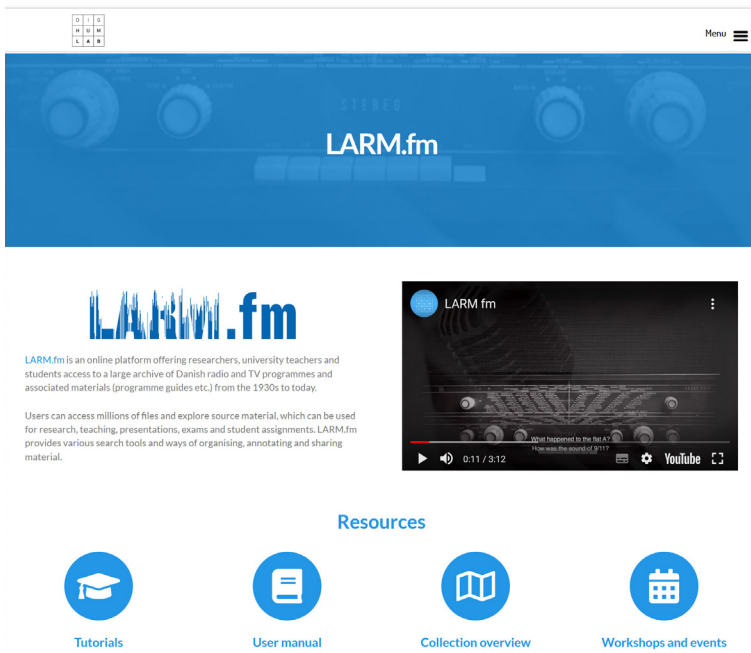 D I G
H U M
L A B
Menu
STEREO
LARM.fm
LARM.fm
LARM.fm is an online platform offering researchers, university teachers and
students access to a large archive of Danish radio and TV programmes and
associated materials (programme guides etc.) from the 1930s to today.
Users can access millions of files and explore source material, which can be used
for research, teaching, presentations, exams and student assignments. LARM.fm
provides various search tools and ways of organising, annotating and sharing
material.
LARM fm
What happened to the flat A?
How was the sound of 9/11?
0:11 / 3:12
YouTube
Resources
Tutorials
User manual
Collection overview
Workshops and events